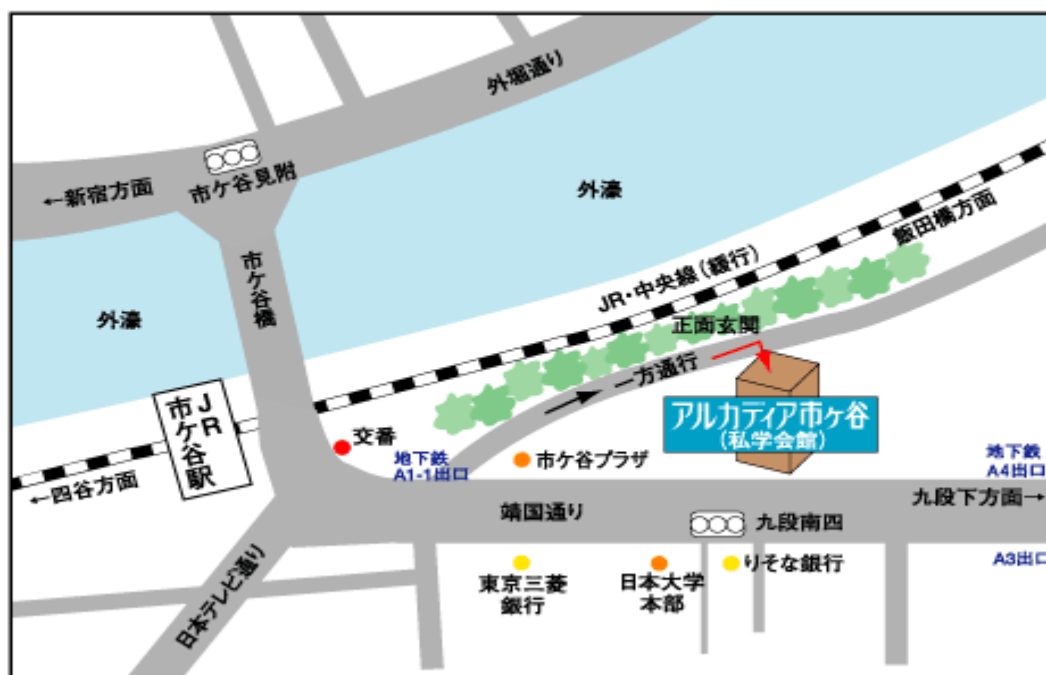 外堀通り
←新宿方面
市ケ谷見附
外濠
飯田橋方面
市ケ谷橋
JR・中央線(緩行)
外濠
正面玄関
一方通行
JR
市ケ谷駅
アルカディア市ヶ谷
(私学会館)
交番
地下鉄
A1-1出口
市ケ谷プラザ
地下鉄
A4出口
←四谷方面
靖国通り
九段南四
九段下方面→
日本テレビ通り
東京三菱
銀行
日本大学
本部
りそな銀行
A3出口